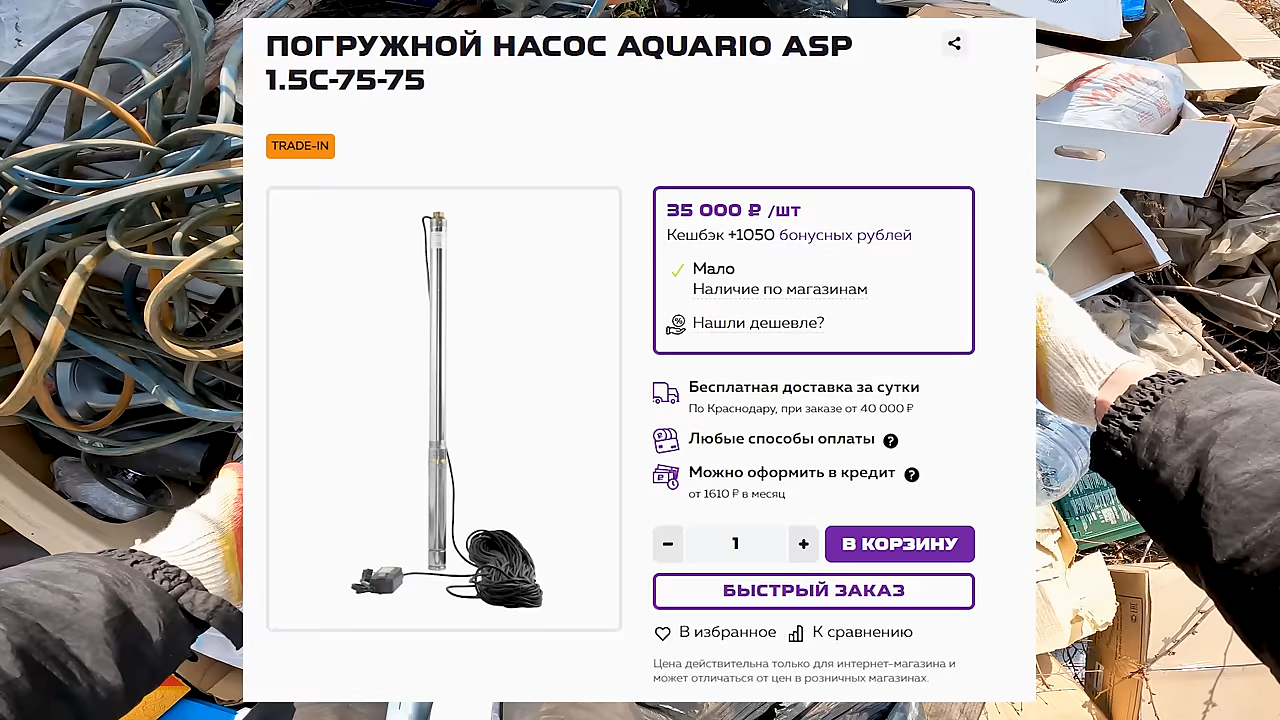 ПОГРУЖНОЙ НАСОС AQUARIO ASP
1.5C-75-75
TRADE-IN
35 000 ₽ /ШТ
Кешбэк +1050 бонусных рублей
Мало
Наличие по магазинам
Нашли дешевле?
Бесплатная доставка за сутки
По Краснодару, при заказе от 40 000 ₽
Любые способы оплаты ?
Можно оформить в кредит ?
от 1610 ₽ в месяц
− 1 + В КОРЗИНУ
БЫСТРЫЙ ЗАКАЗ
В избранное К сравнению
Цена действительна только для интернет-магазина и
может отличаться от цен в розничных магазинах.